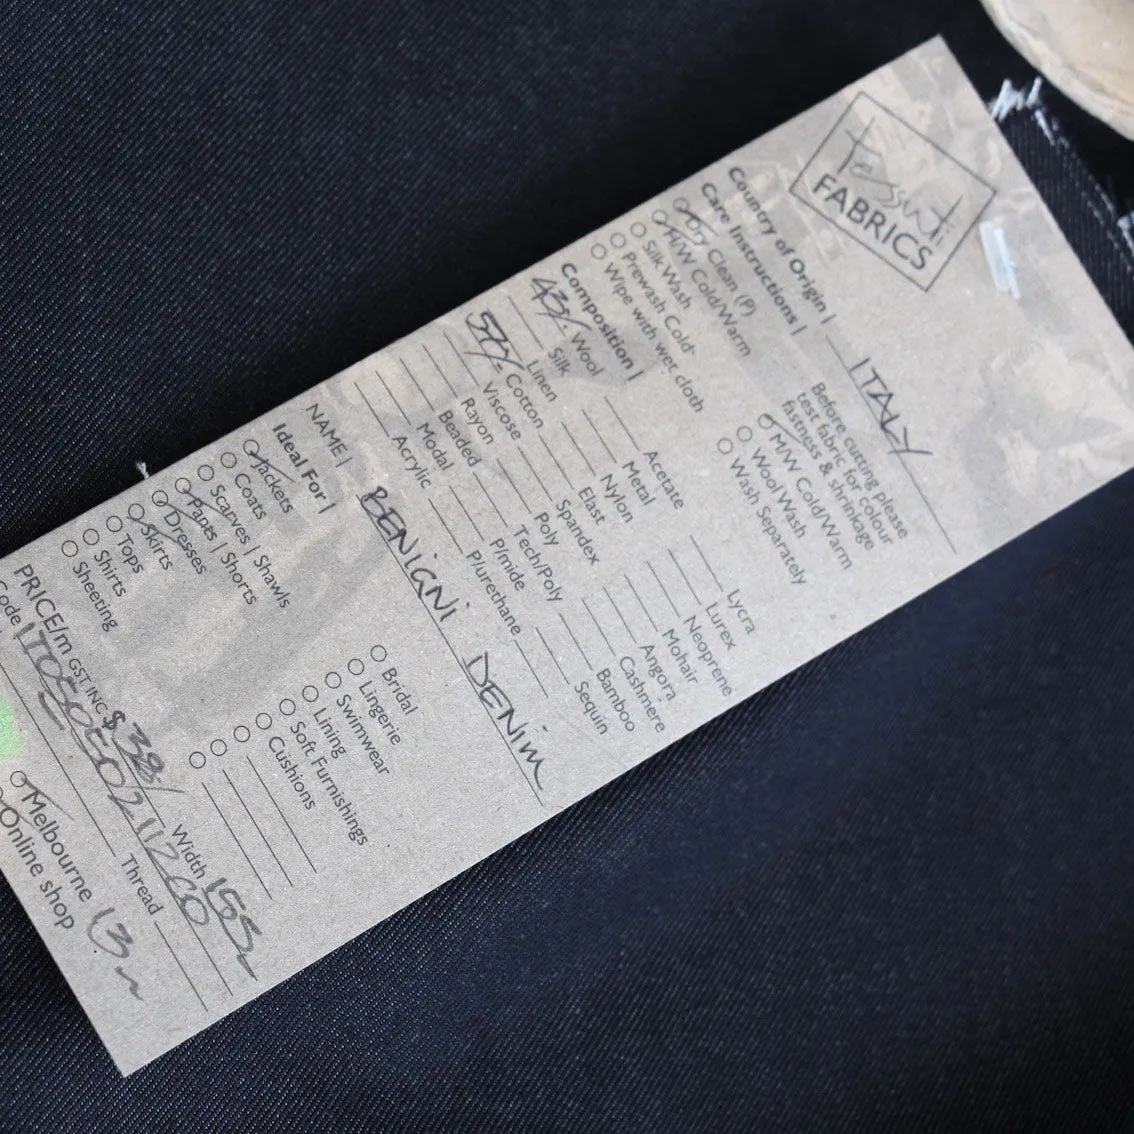 tessuti
FABRICS
Country of Origin | ITALY
Care Instructions |
Dry Clean (P)
H/W Cold/Warm
Silk Wash
Prewash Cold
Wipe with wet cloth
Before cutting please
test fabric for colour
fastness & shrinkage
M/W Cold/Warm
Wool Wash
Wash Separately
Composition |
43% Wool
Silk
Linen
57% Cotton
Viscose
Rayon
Beaded
Modal
Acrylic
Acetate
Metal
Nylon
Elast
Spandex
Poly
Tech/Poly
P/mide
P/urethane
Lycra
Lurex
Neoprene
Mohair
Angora
Cashmere
Bamboo
Sequin
NAME | BENIGNI DENIM
Ideal For |
Jackets
Coats
Scarves | Shawls
Pants | Shorts
Dresses
Skirts
Tops
Shirts
Sheeting
Bridal
Lingerie
Swimwear
Lining
Soft Furnishings
Cushions
PRICE/m GST INC $ 38/ Width 155
Code Thread
Melbourne 13m
Online shop